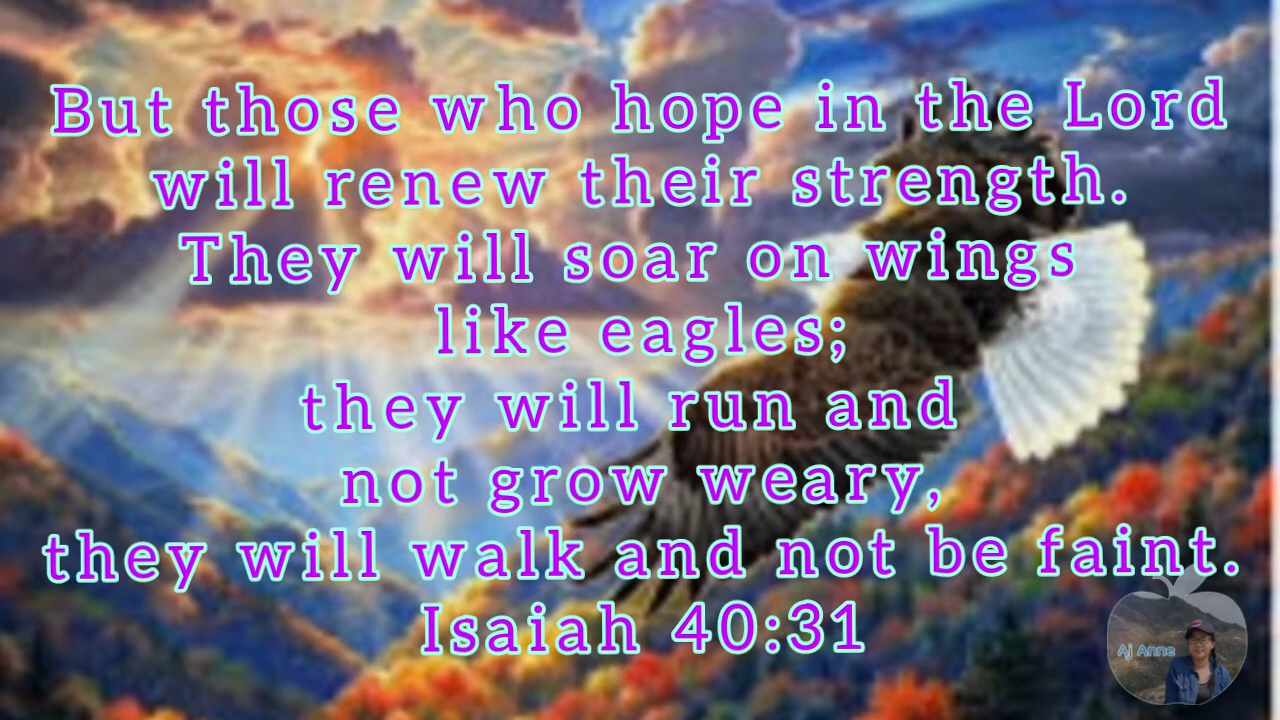 But those who hope in the Lord
will renew their strength.
They will soar on wings
like eagles;
they will run and
not grow weary,
they will walk and not be faint.
Isaiah 40:31
Aj Anne